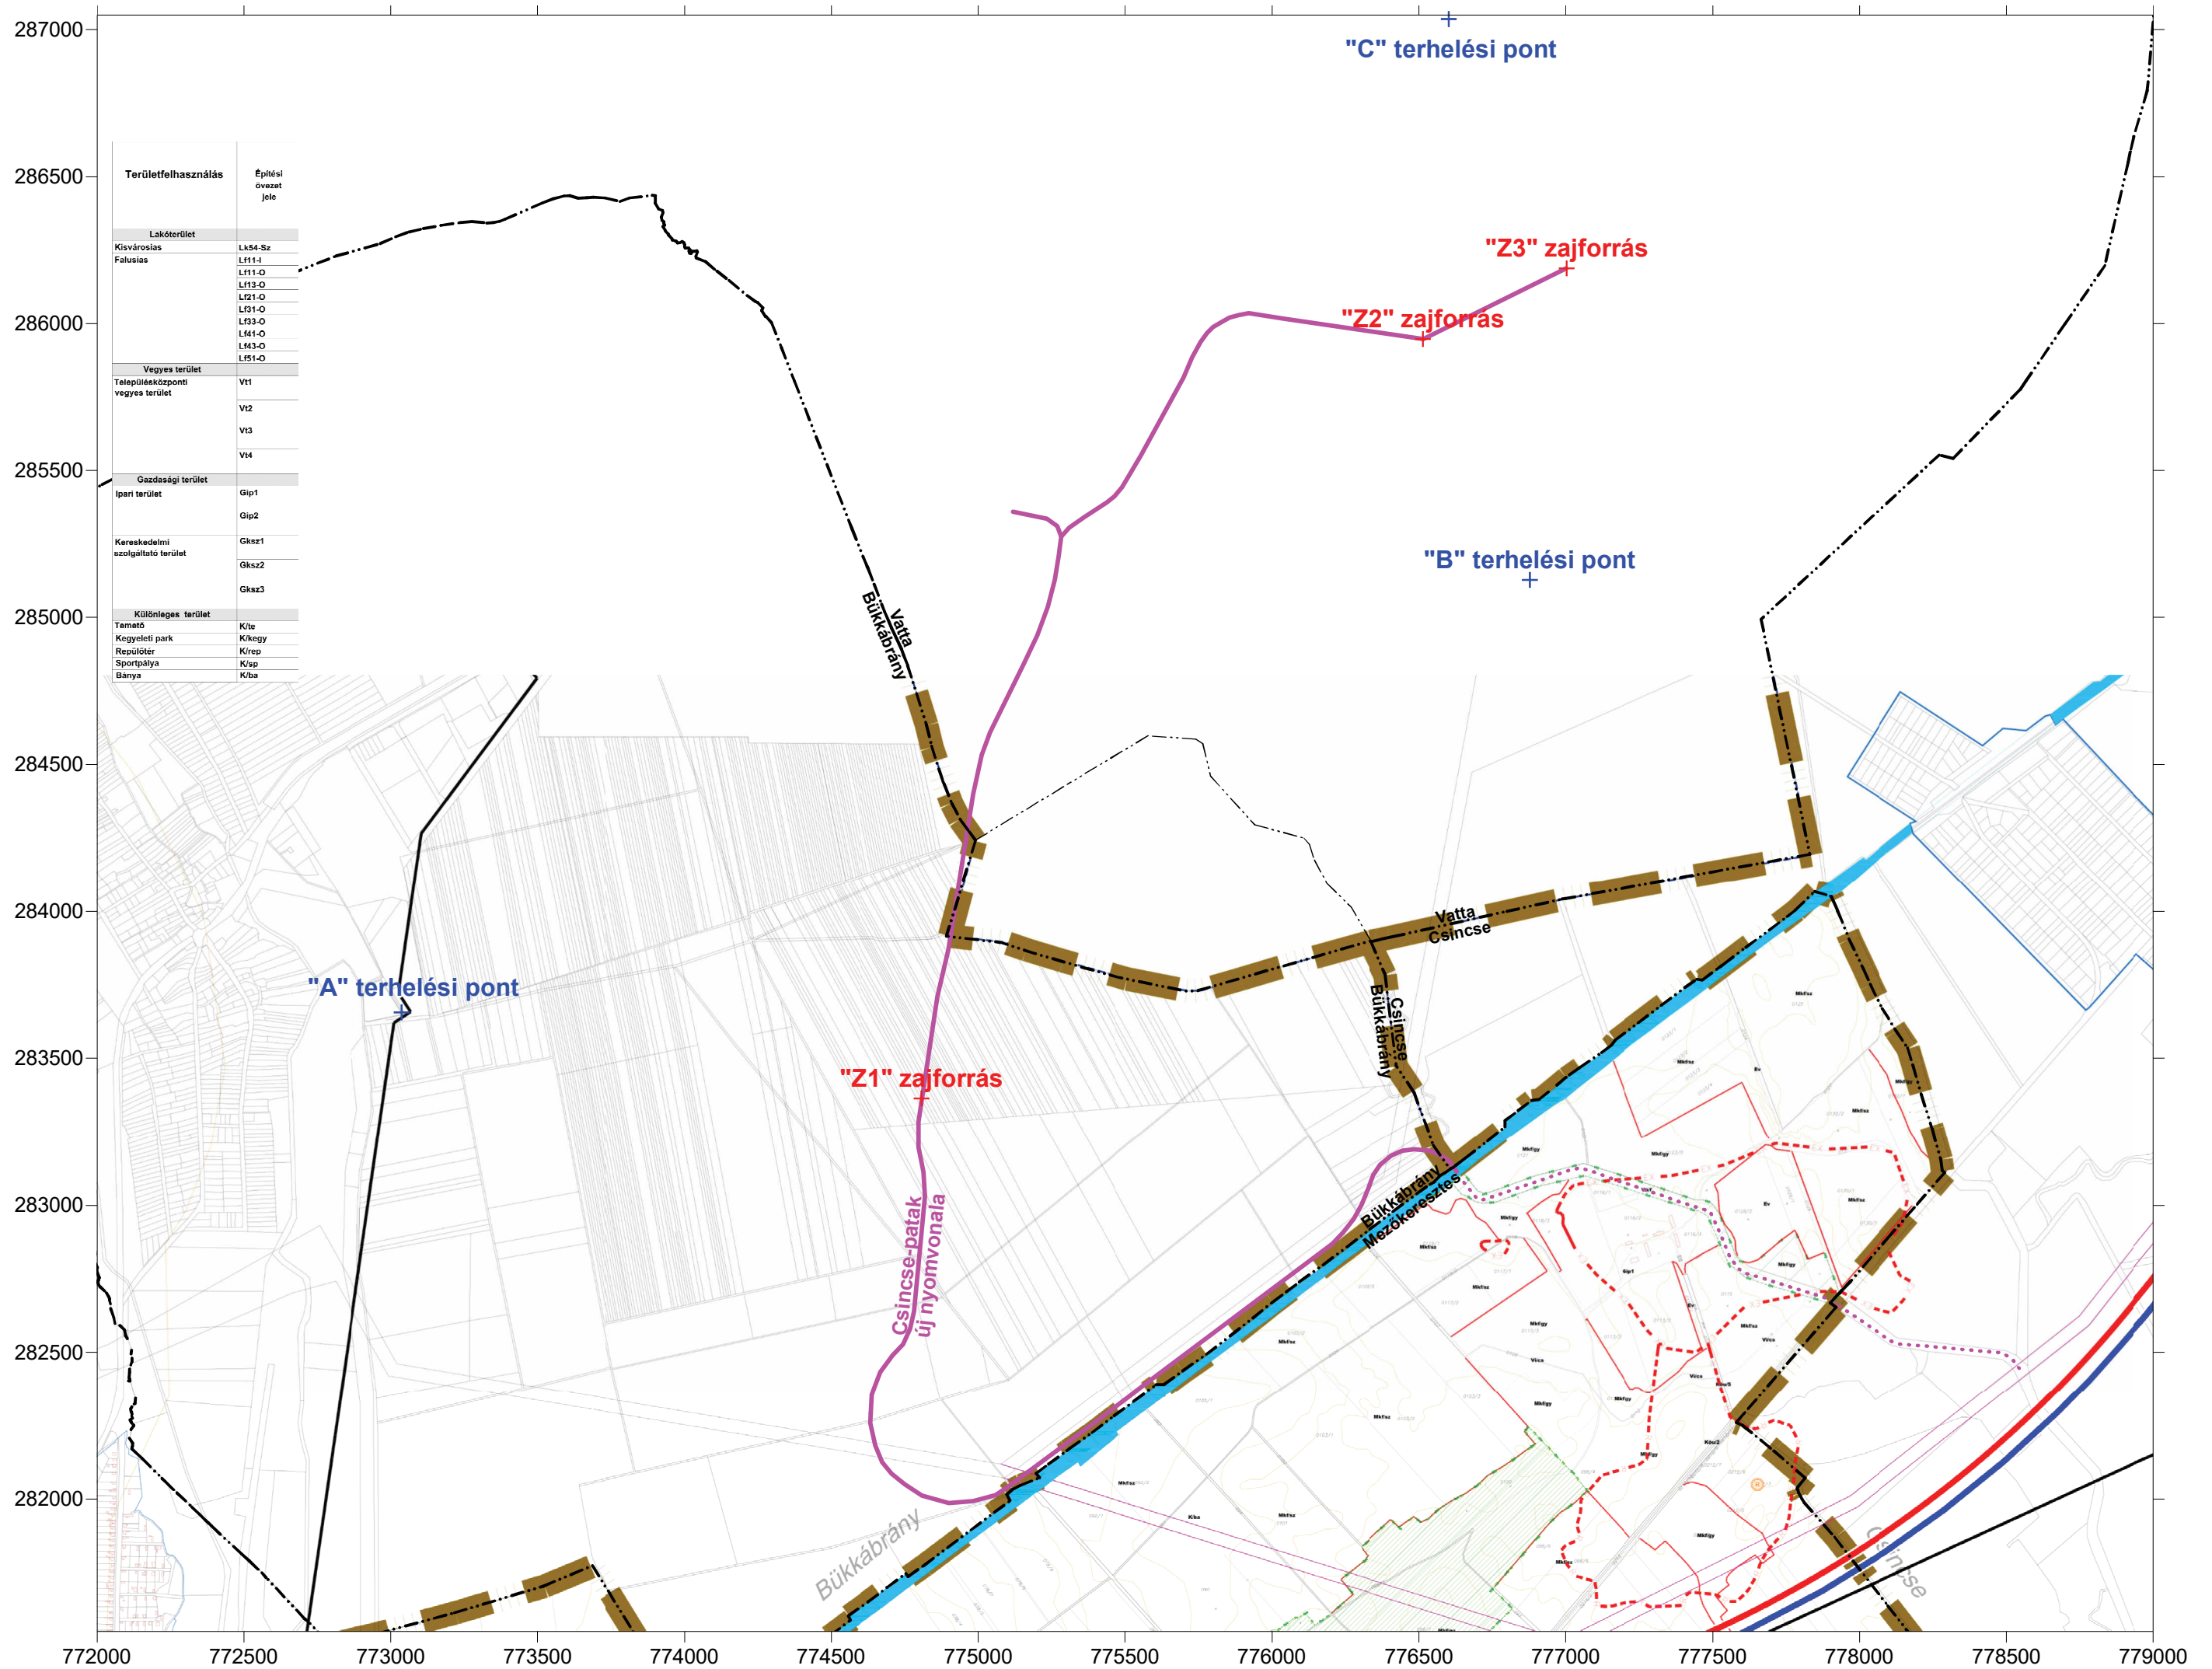 287000
286500
286000
285500
285000
284500
284000
283500
283000
282500
282000
772000
772500
773000
773500
774000
774500
775000
775500
776000
776500
777000
777500
778000
778500
779000
"C" terhelési pont
"Z3" zajforrás
"Z2" zajforrás
"B" terhelési pont
"A" terhelési pont
"Z1" zajforrás
Területfelhasználás
Építési
övezet
jele
Lakóterület
Kisvárosias Lk54-Sz
Falusias Lf11-I
Lf11-O
Lf13-O
Lf21-O
Lf31-O
Lf33-O
Lf41-O
Lf43-O
Lf51-O
Vegyes terület
Településközponti Vt1
vegyes terület
Vt2
Vt3
Vt4
Gazdasági terület
Ipari terület Gip1
Gip2
Kereskedelmi Gksz1
szolgáltató terület
Gksz2
Gksz3
Különleges terület
Temető K/te
Kegyeleti park K/kegy
Repülőtér K/rep
Sportpálya K/sp
Bánya K/ba
Vatta
Bükkábrány
Vatta
Csincse
Csincse
Bükkábrány
Bükkábrány
Mezőkeresztes
Csincse-patak
új nyomvonala
Bükkábrány
Csincse